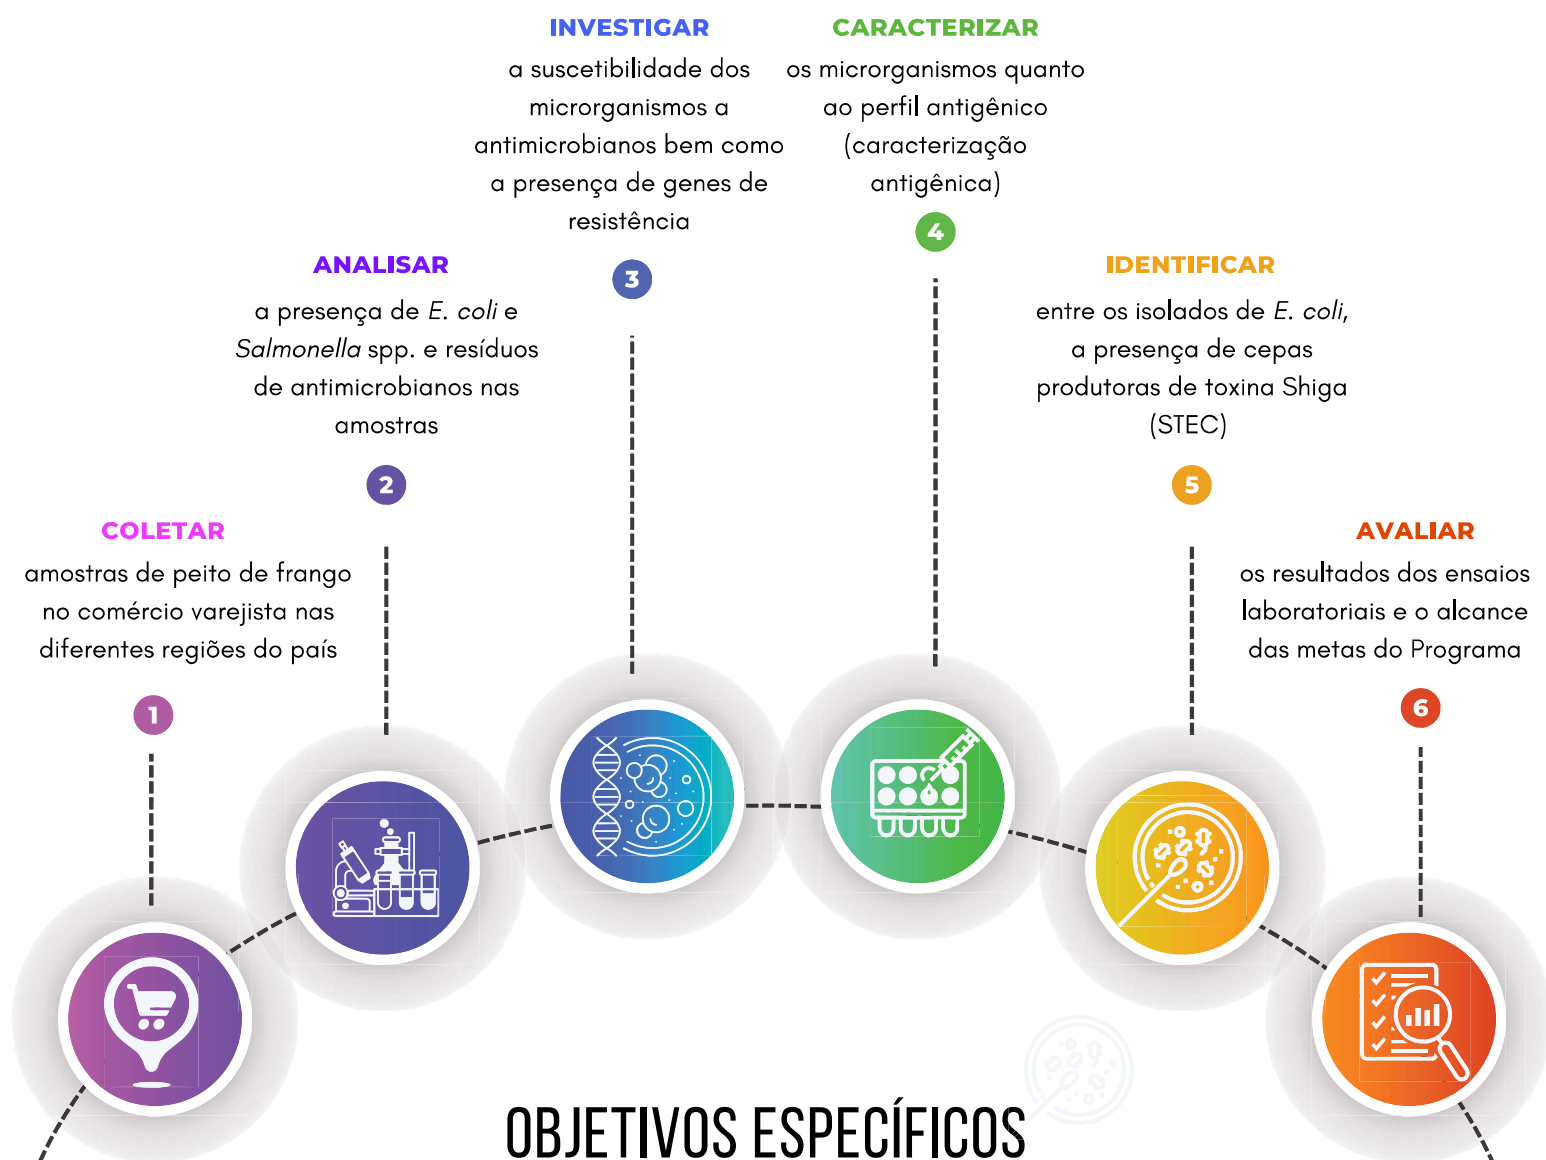 COLETAR
amostras de peito de frango
no comércio varejista nas
diferentes regiões do país
1
ANALISAR
a presença de E. coli e
Salmonella spp. e resíduos
de antimicrobianos nas
amostras
2
INVESTIGAR
a suscetibilidade dos
microrganismos a
antimicrobianos bem como
a presença de genes de
resistência
3
CARACTERIZAR
os microrganismos quanto
ao perfil antigênico
(caracterização
antigênica)
4
IDENTIFICAR
entre os isolados de E. coli,
a presença de cepas
produtoras de toxina Shiga
(STEC)
5
AVALIAR
os resultados dos ensaios
laboratoriais e o alcance
das metas do Programa
6
OBJETIVOS ESPECÍFICOS